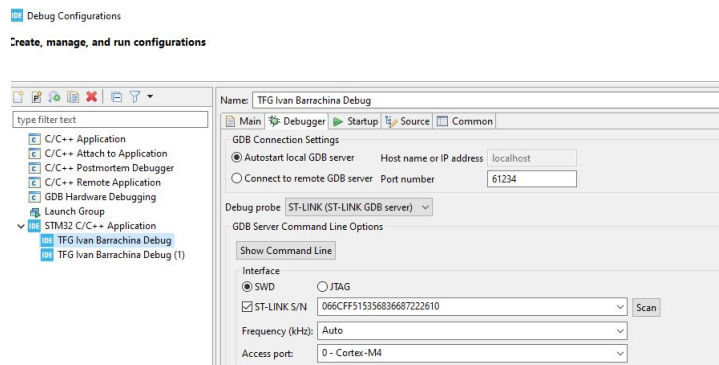 IDE Debug Configurations
Create, manage, and run configurations
type filter text
C/C++ Application
C/C++ Attach to Application
C/C++ Postmortem Debugger
C/C++ Remote Application
GDB Hardware Debugging
Launch Group
IDE STM32 C/C++ Application
IDE TFG Ivan Barrachina Debug
IDE TFG Ivan Barrachina Debug (1)
Name: TFG Ivan Barrachina Debug
Main Debugger Startup Source Common
GDB Connection Settings
Autostart local GDB server Host name or IP address localhost
Connect to remote GDB server Port number 61234
Debug probe ST-LINK (ST-LINK GDB server)
GDB Server Command Line Options
Show Command Line
Interface
SWD JTAG
ST-LINK S/N 066CFF515356836687222610 Scan
Frequency (kHz): Auto
Access port: 0 - Cortex-M4